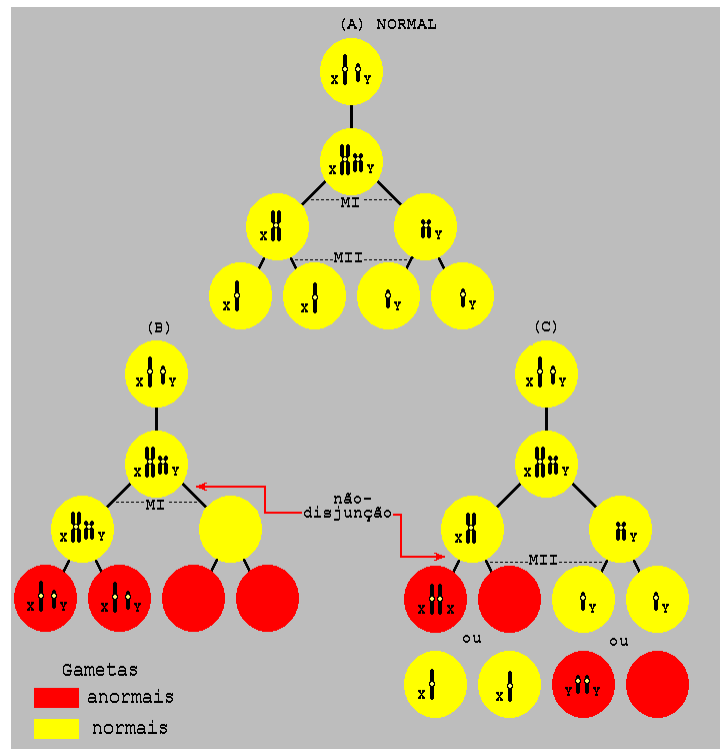 (A) NORMAL
X Y
X Y
MI
X Y
MII
X X Y Y
(B) (C)
X Y X Y
X Y X Y
MI
não-
disjunção
X Y X Y
MII
X Y X Y X X Y Y
ou ou
X X Y Y
Gametas
anormais
normais